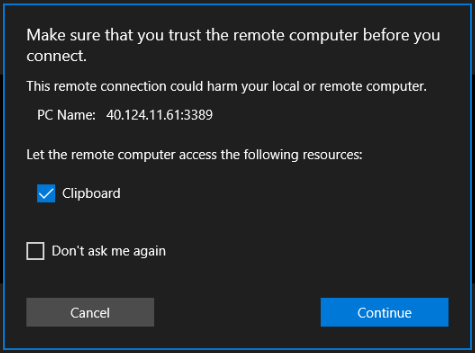 Make sure that you trust the remote computer before you
connect.
This remote connection could harm your local or remote computer.
PC Name: 40.124.11.61:3389
Let the remote computer access the following resources:
Clipboard
Don't ask me again
Cancel
Continue